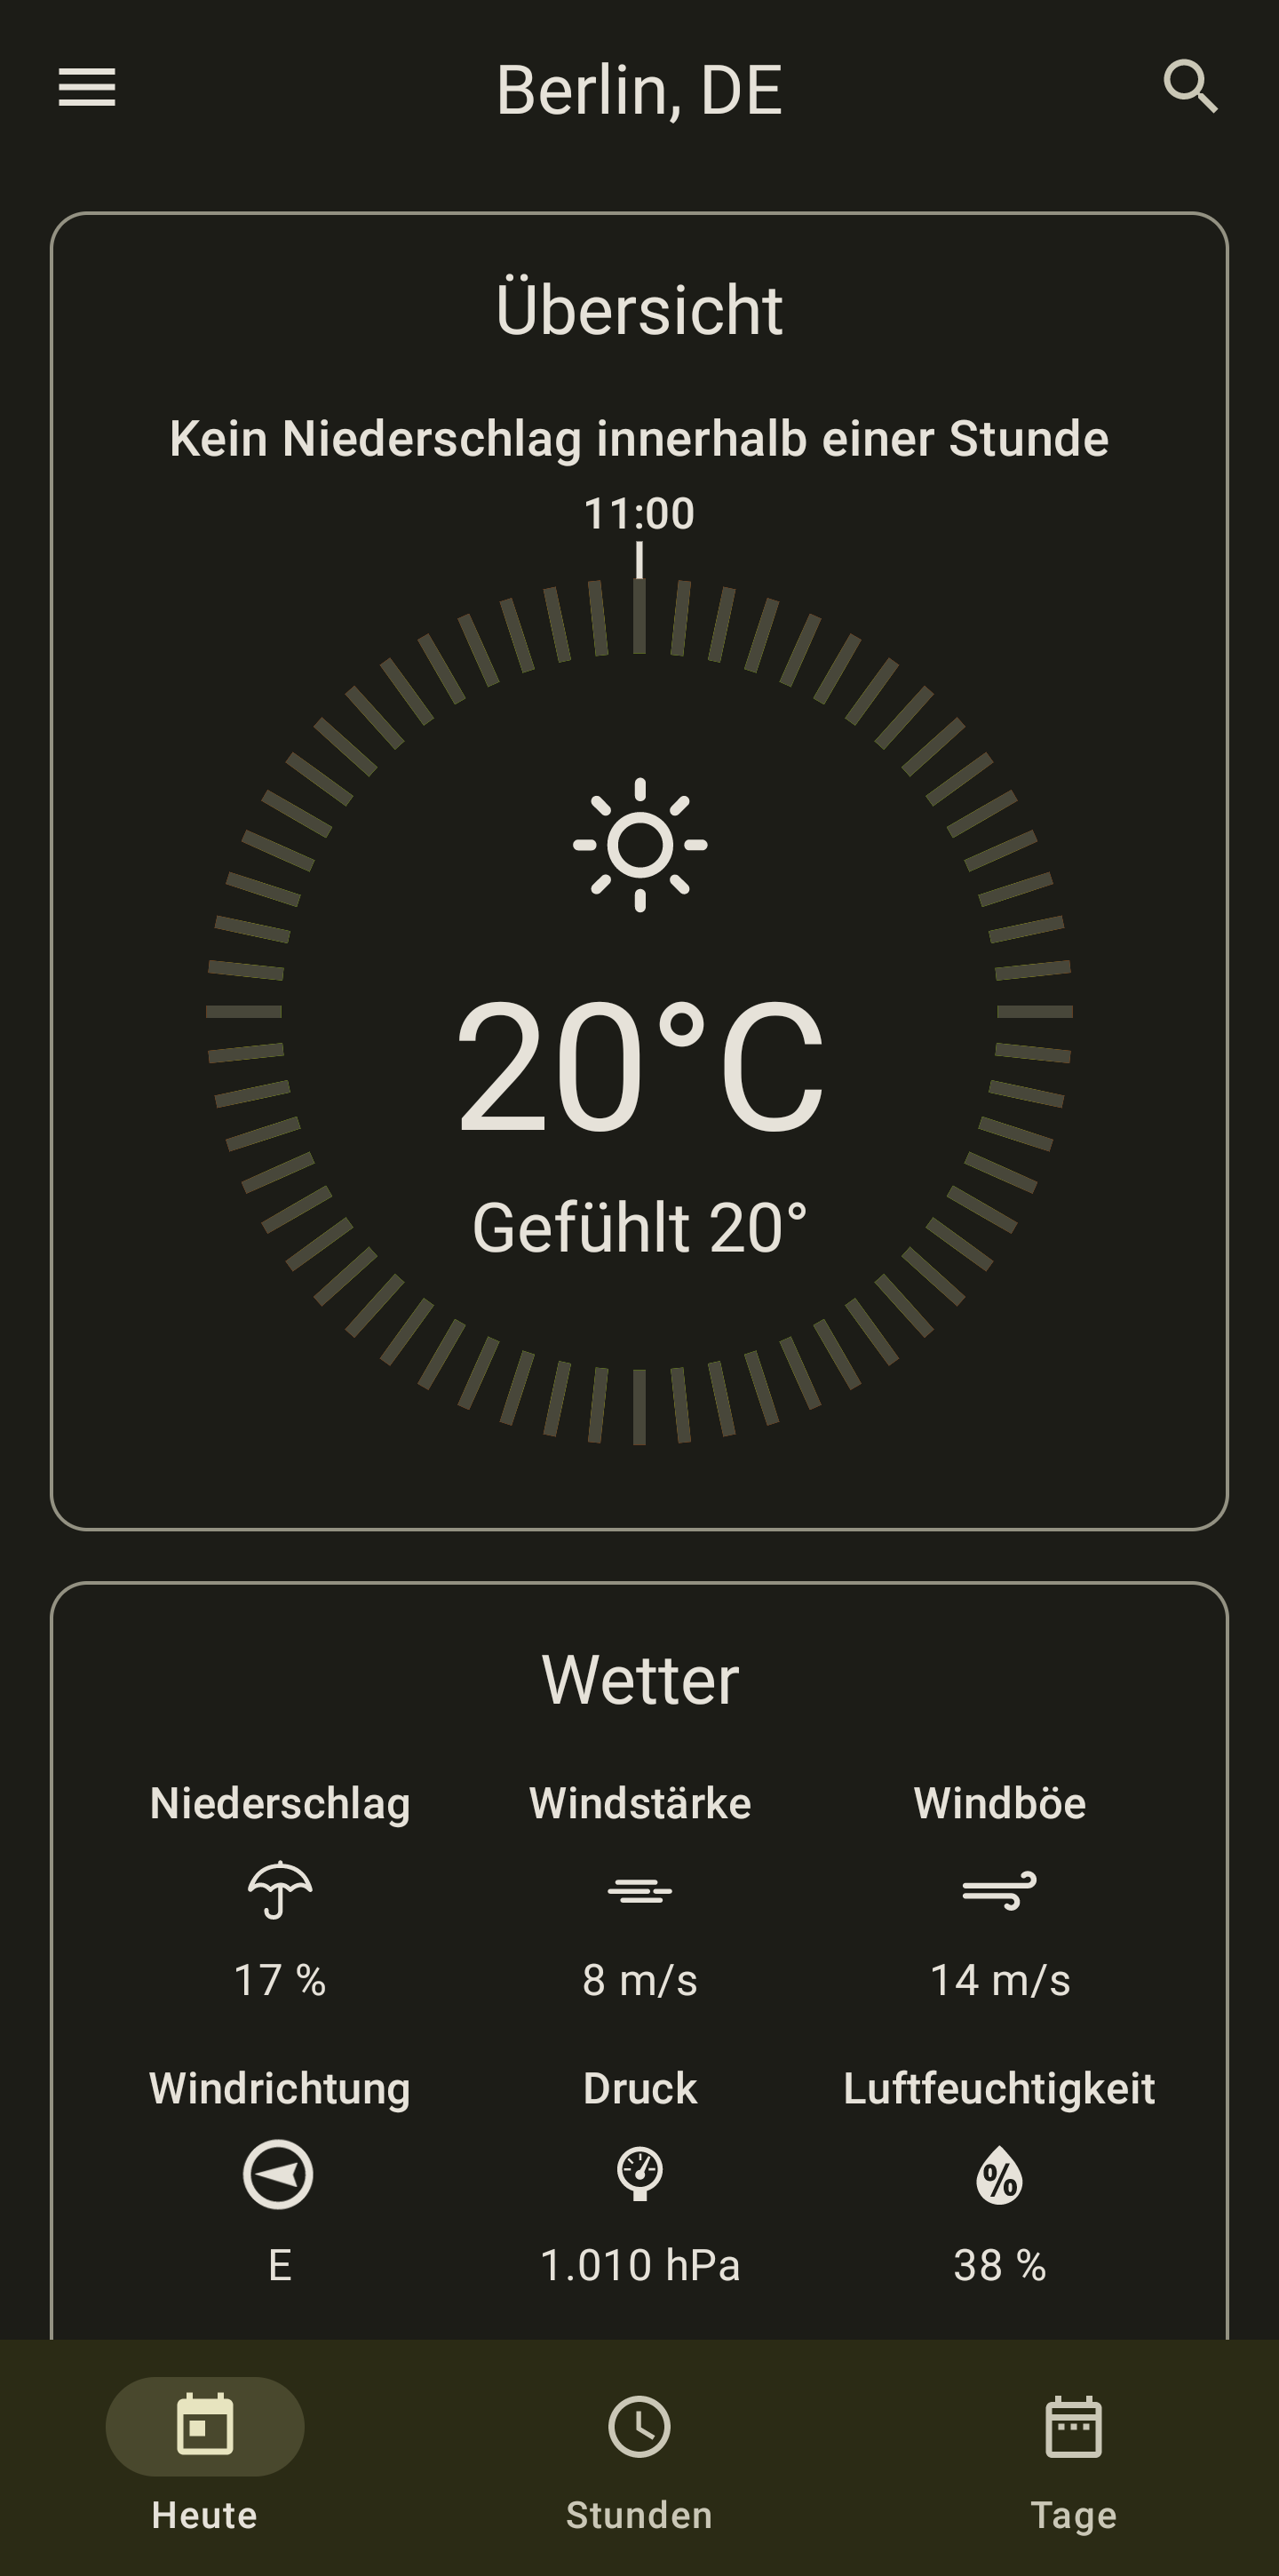 Berlin, DE
Übersicht
Kein Niederschlag innerhalb einer Stunde
11:00
20°C
Gefühlt 20°
Wetter
Niederschlag Windstärke Windböe
17 % 8 m/s 14 m/s
Windrichtung Druck Luftfeuchtigkeit
%
E 1.010 hPa 38 %
Heute Stunden Tage